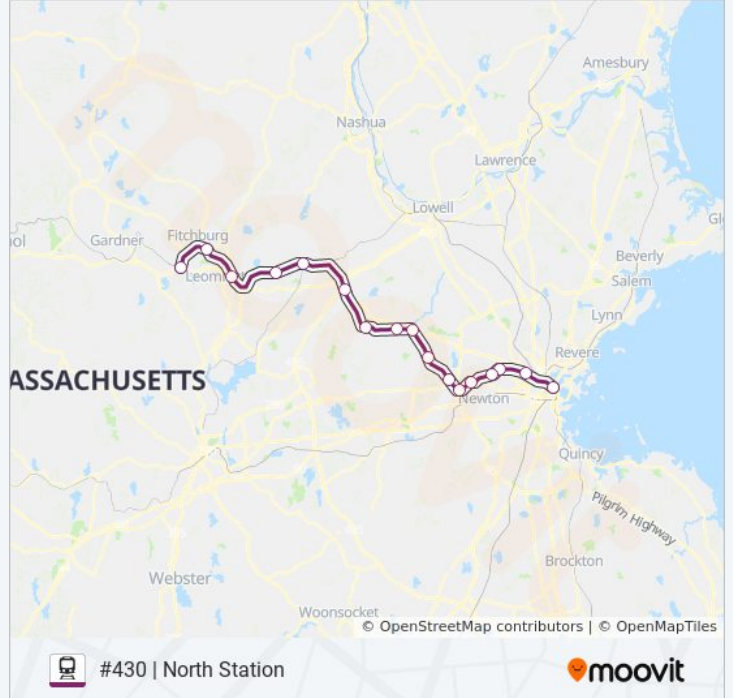 Amesbury
Nashua
Lawrence
Lowell
Gl
Fitchburg
Gardner
ol
Beverly
Leom
Salem
Lynn
Revere
ASSACHUSETTS
Newton
Quincy
Pilgrim Highway
Brockton
Webster
Woonsocket
© OpenStreetMap contributors | © OpenMapTiles
#430 | North Station
moovit